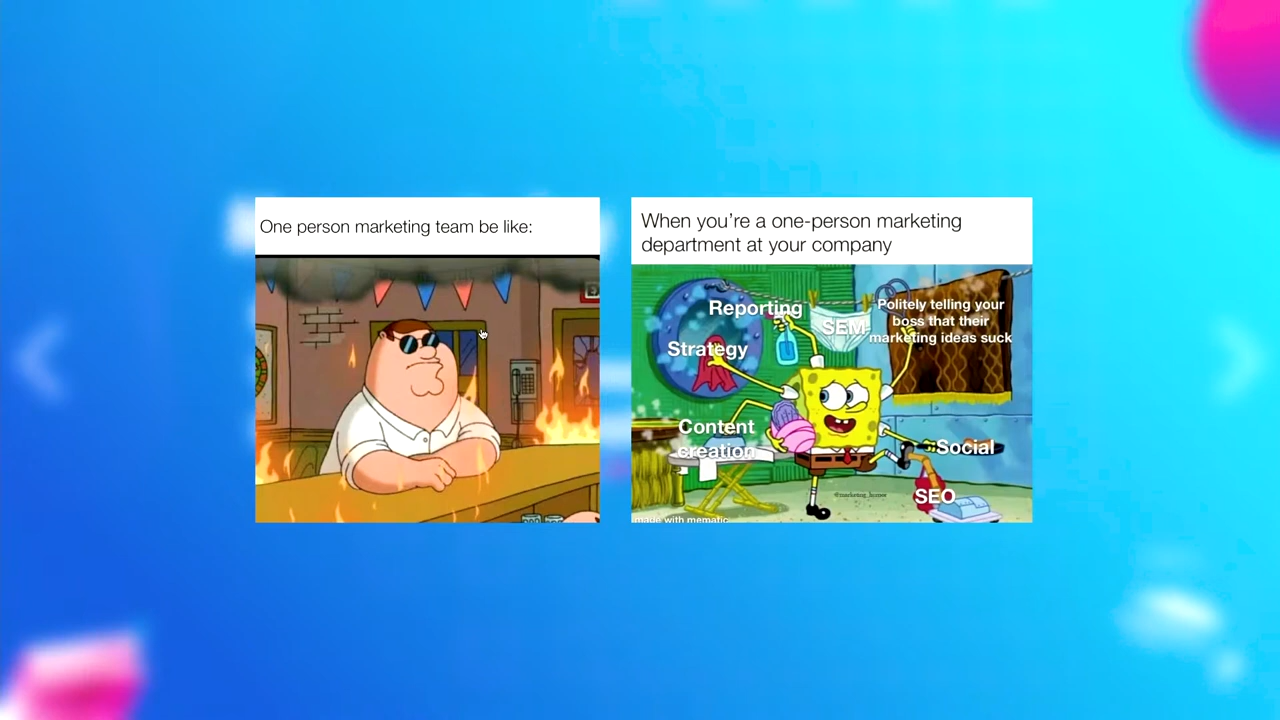 One person marketing team be like:
When you're a one-person marketing
department at your company
Reporting
SEM
Politely telling your
boss that their
marketing ideas suck
Strategy
Content
creation
Social
SEO
@marketing_humor
made with mematic